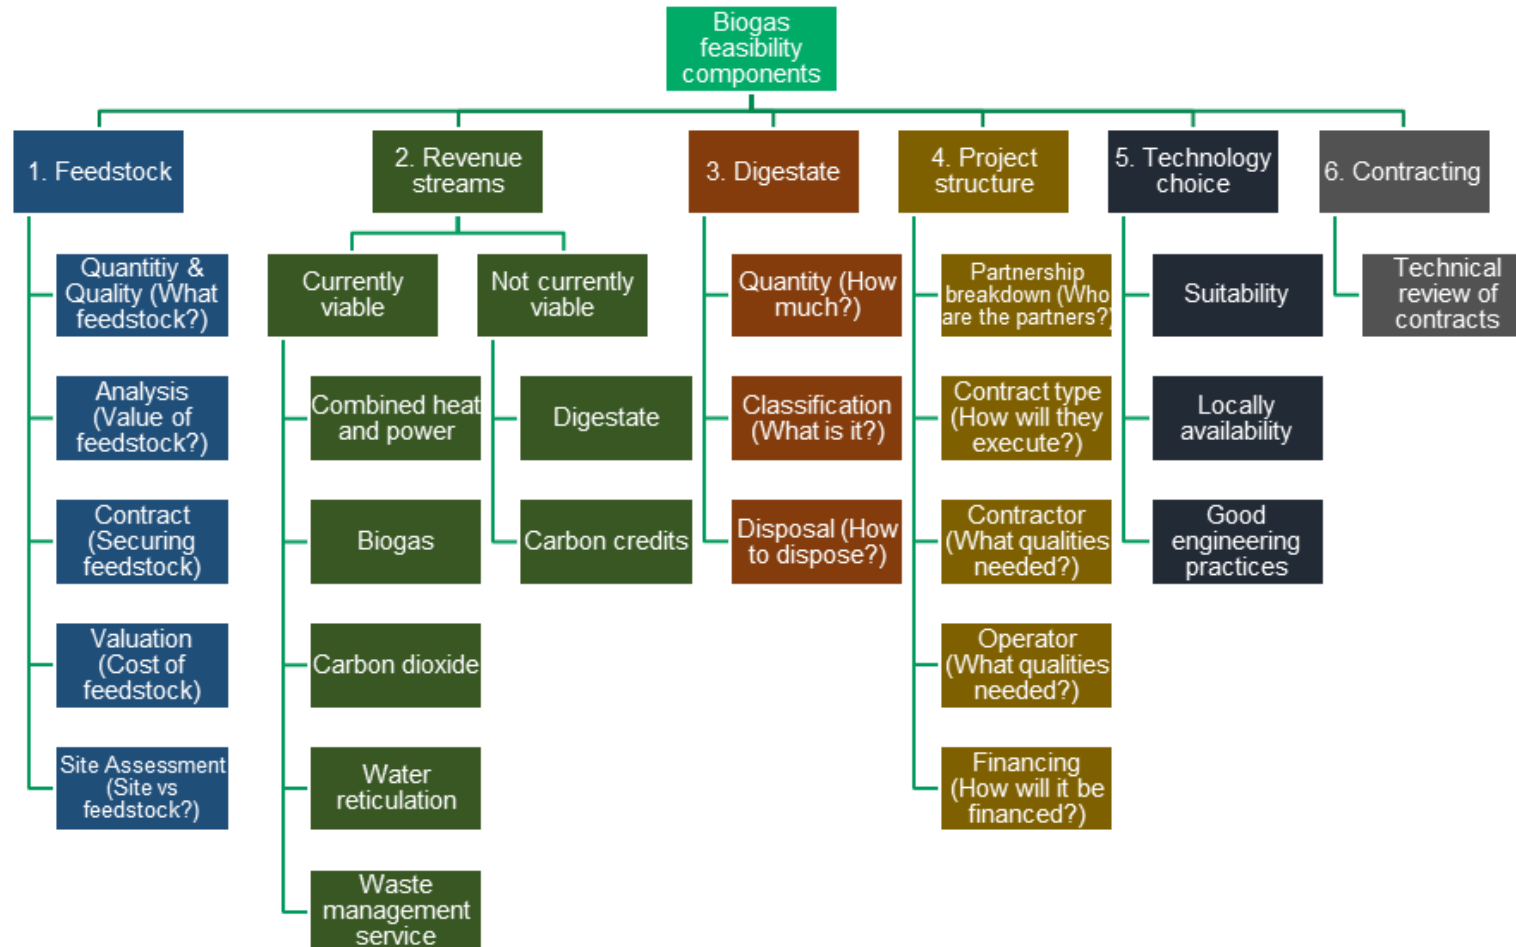 Biogas
feasibility
components
1. Feedstock
Quantitiy &
Quality (What
feedstock?)
Analysis
(Value of
feedstock?)
Contract
(Securing
feedstock)
Valuation
(Cost of
feedstock)
Site Assessment
(Site vs
feedstock?)
2. Revenue
streams
Currently
viable
Combined heat
and power
Biogas
Carbon dioxide
Water
reticulation
Waste
management
service
Not currently
viable
Digestate
Carbon credits
3. Digestate
Quantity (How
much?)
Classification
(What is it?)
Disposal (How
to dispose?)
4. Project
structure
Partnership
breakdown (Who
are the partners?)
Contract type
(How will they
execute?)
Contractor
(What qualities
needed?)
Operator
(What qualities
needed?)
Financing
(How will it be
financed?)
5. Technology
choice
Suitability
Locally
availability
Good
engineering
practices
6. Contracting
Technical
review of
contracts